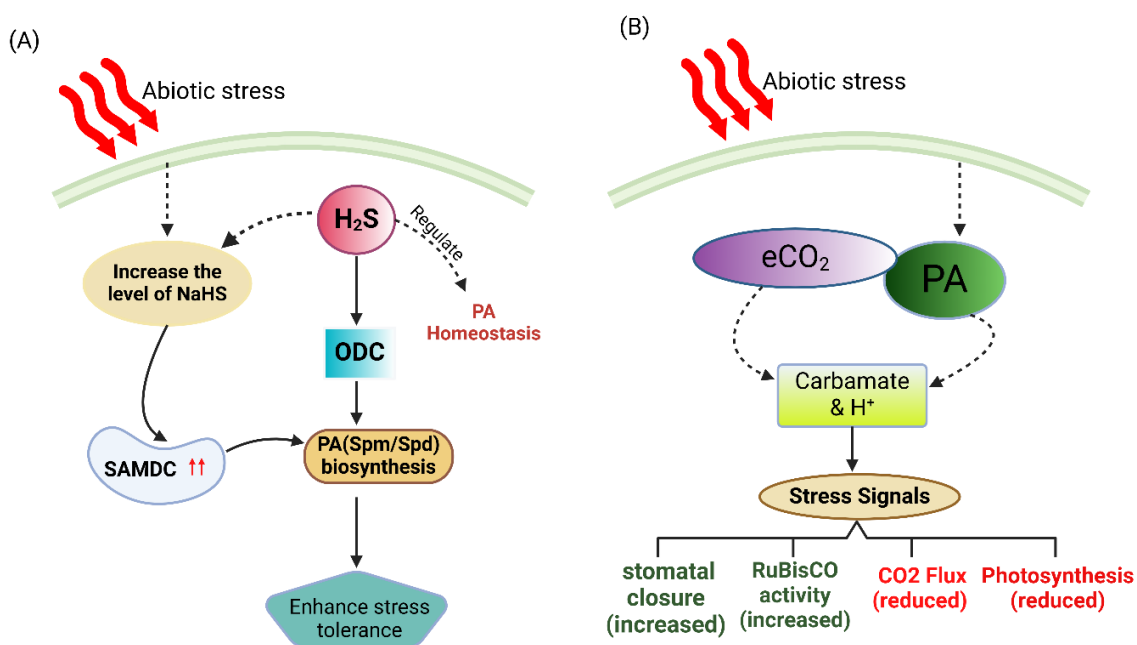 (A)
Abiotic stress
H₂S
Regulate
Increase the
level of NaHS
PA
Homeostasis
ODC
SAMDC ↑↑
PA(Spm/Spd)
biosynthesis
Enhance stress
tolerance
(B)
Abiotic stress
eCO₂
PA
Carbamate
& H⁺
Stress Signals
stomatal
closure
(increased)
RuBisCO
activity
(increased)
CO2 Flux
(reduced)
Photosynthesis
(reduced)